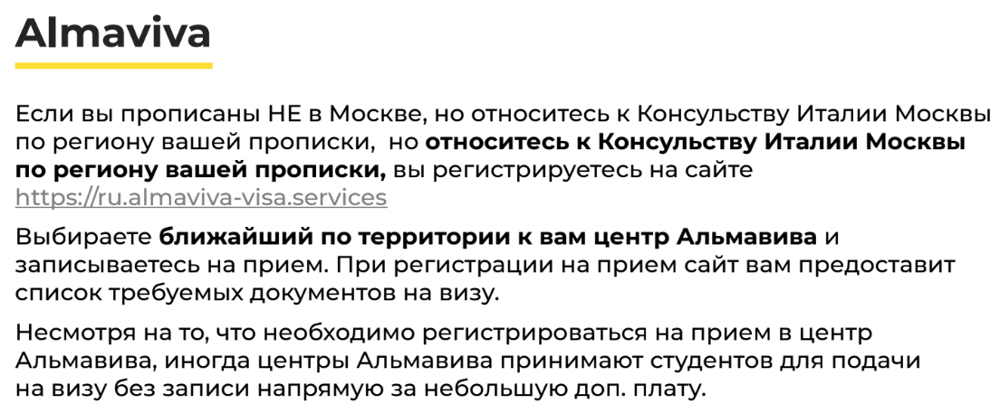 Almaviva
Если вы прописаны НЕ в Москве, но относитесь к Консульству Италии Москвы
по региону вашей прописки,  но относитесь к Консульству Италии Москвы
по региону вашей прописки, вы регистрируетесь на сайте
https://ru.almaviva-visa.services
Выбираете ближайший по территории к вам центр Альмавива и
записываетесь на прием. При регистрации на прием сайт вам предоставит
список требуемых документов на визу.
Несмотря на то, что необходимо регистрироваться на прием в центр
Альмавива, иногда центры Альмавива принимают студентов для подачи
на визу без записи напрямую за небольшую доп. плату.